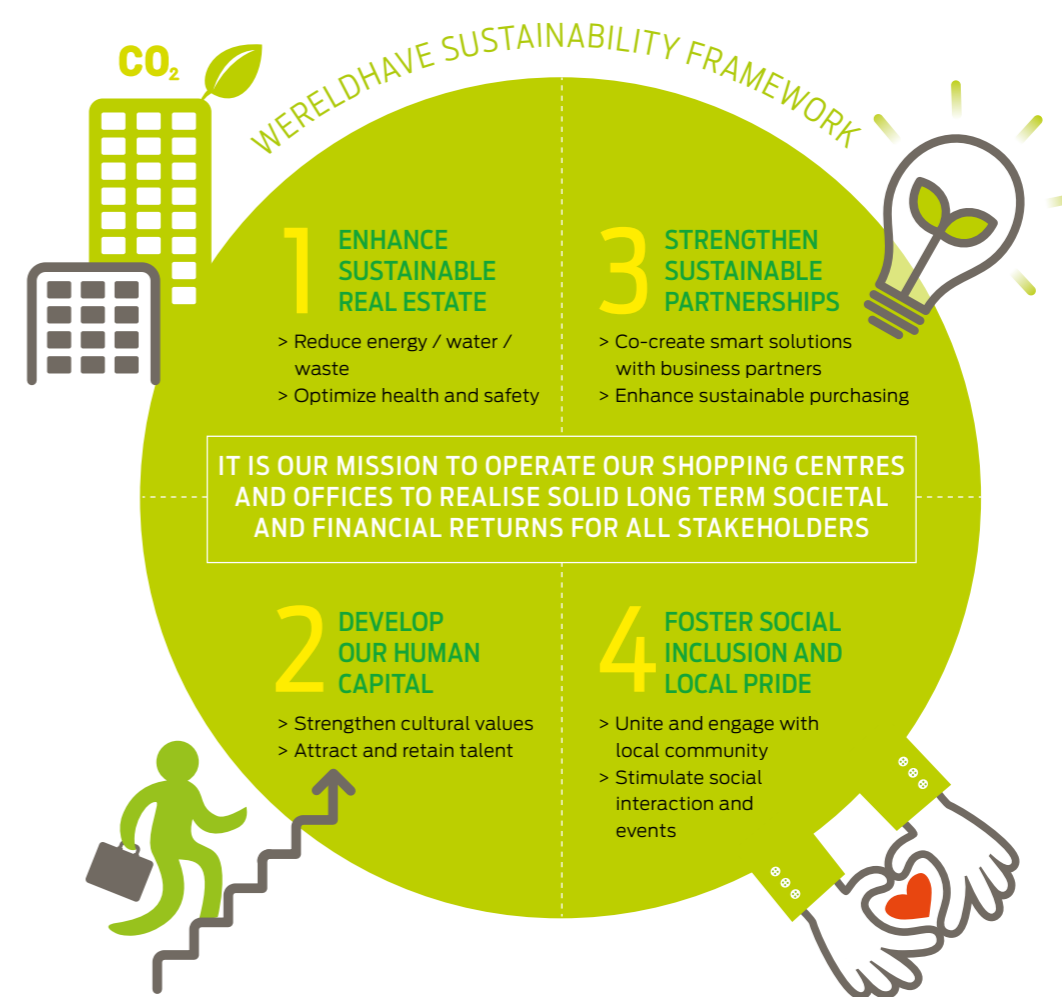 WERELDHAVE SUSTAINABILITY FRAMEWORK
CO₂
1
ENHANCE
SUSTAINABLE
REAL ESTATE
> Reduce energy / water /
waste
> Optimize health and safety
3
STRENGTHEN
SUSTAINABLE
PARTNERSHIPS
> Co-create smart solutions
with business partners
> Enhance sustainable purchasing
IT IS OUR MISSION TO OPERATE OUR SHOPPING CENTRES
AND OFFICES TO REALISE SOLID LONG TERM SOCIETAL
AND FINANCIAL RETURNS FOR ALL STAKEHOLDERS
2
DEVELOP
OUR HUMAN
CAPITAL
> Strengthen cultural values
> Attract and retain talent
4
FOSTER SOCIAL
INCLUSION AND
LOCAL PRIDE
> Unite and engage with
local community
> Stimulate social
interaction and
events